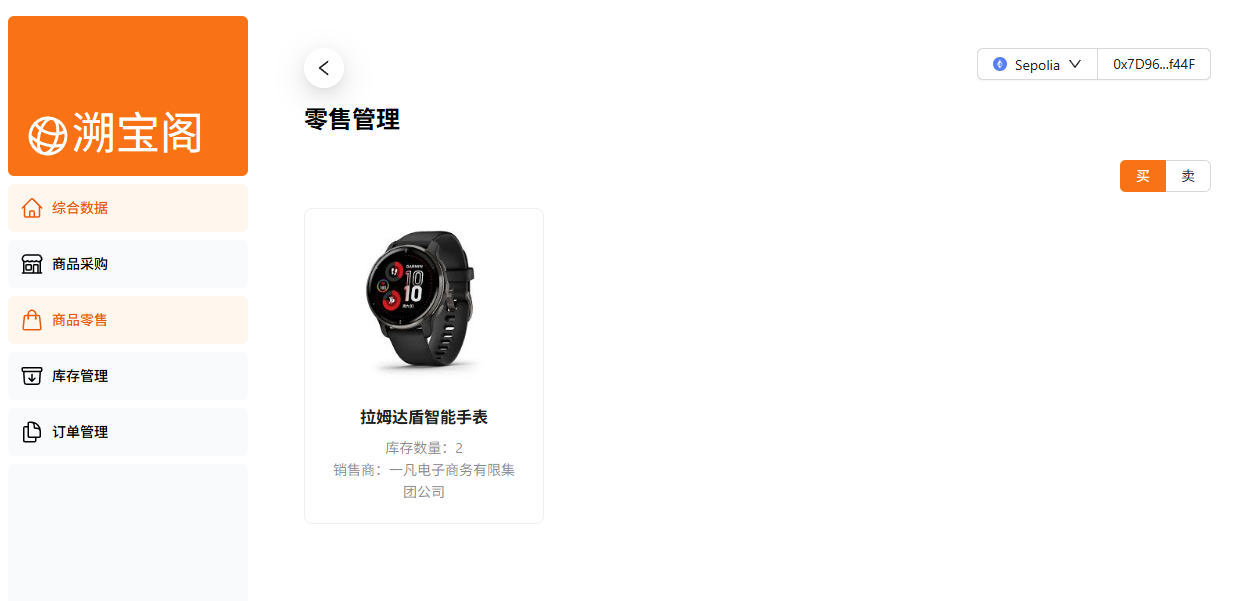 溯宝阁
综合数据
商品采购
商品零售
库存管理
订单管理
Sepolia
0x7D96...f44F
零售管理
买
卖
GARMIN
10
10
拉姆达盾智能手表
库存数量：2
销售商：一凡电子商务有限集
团公司